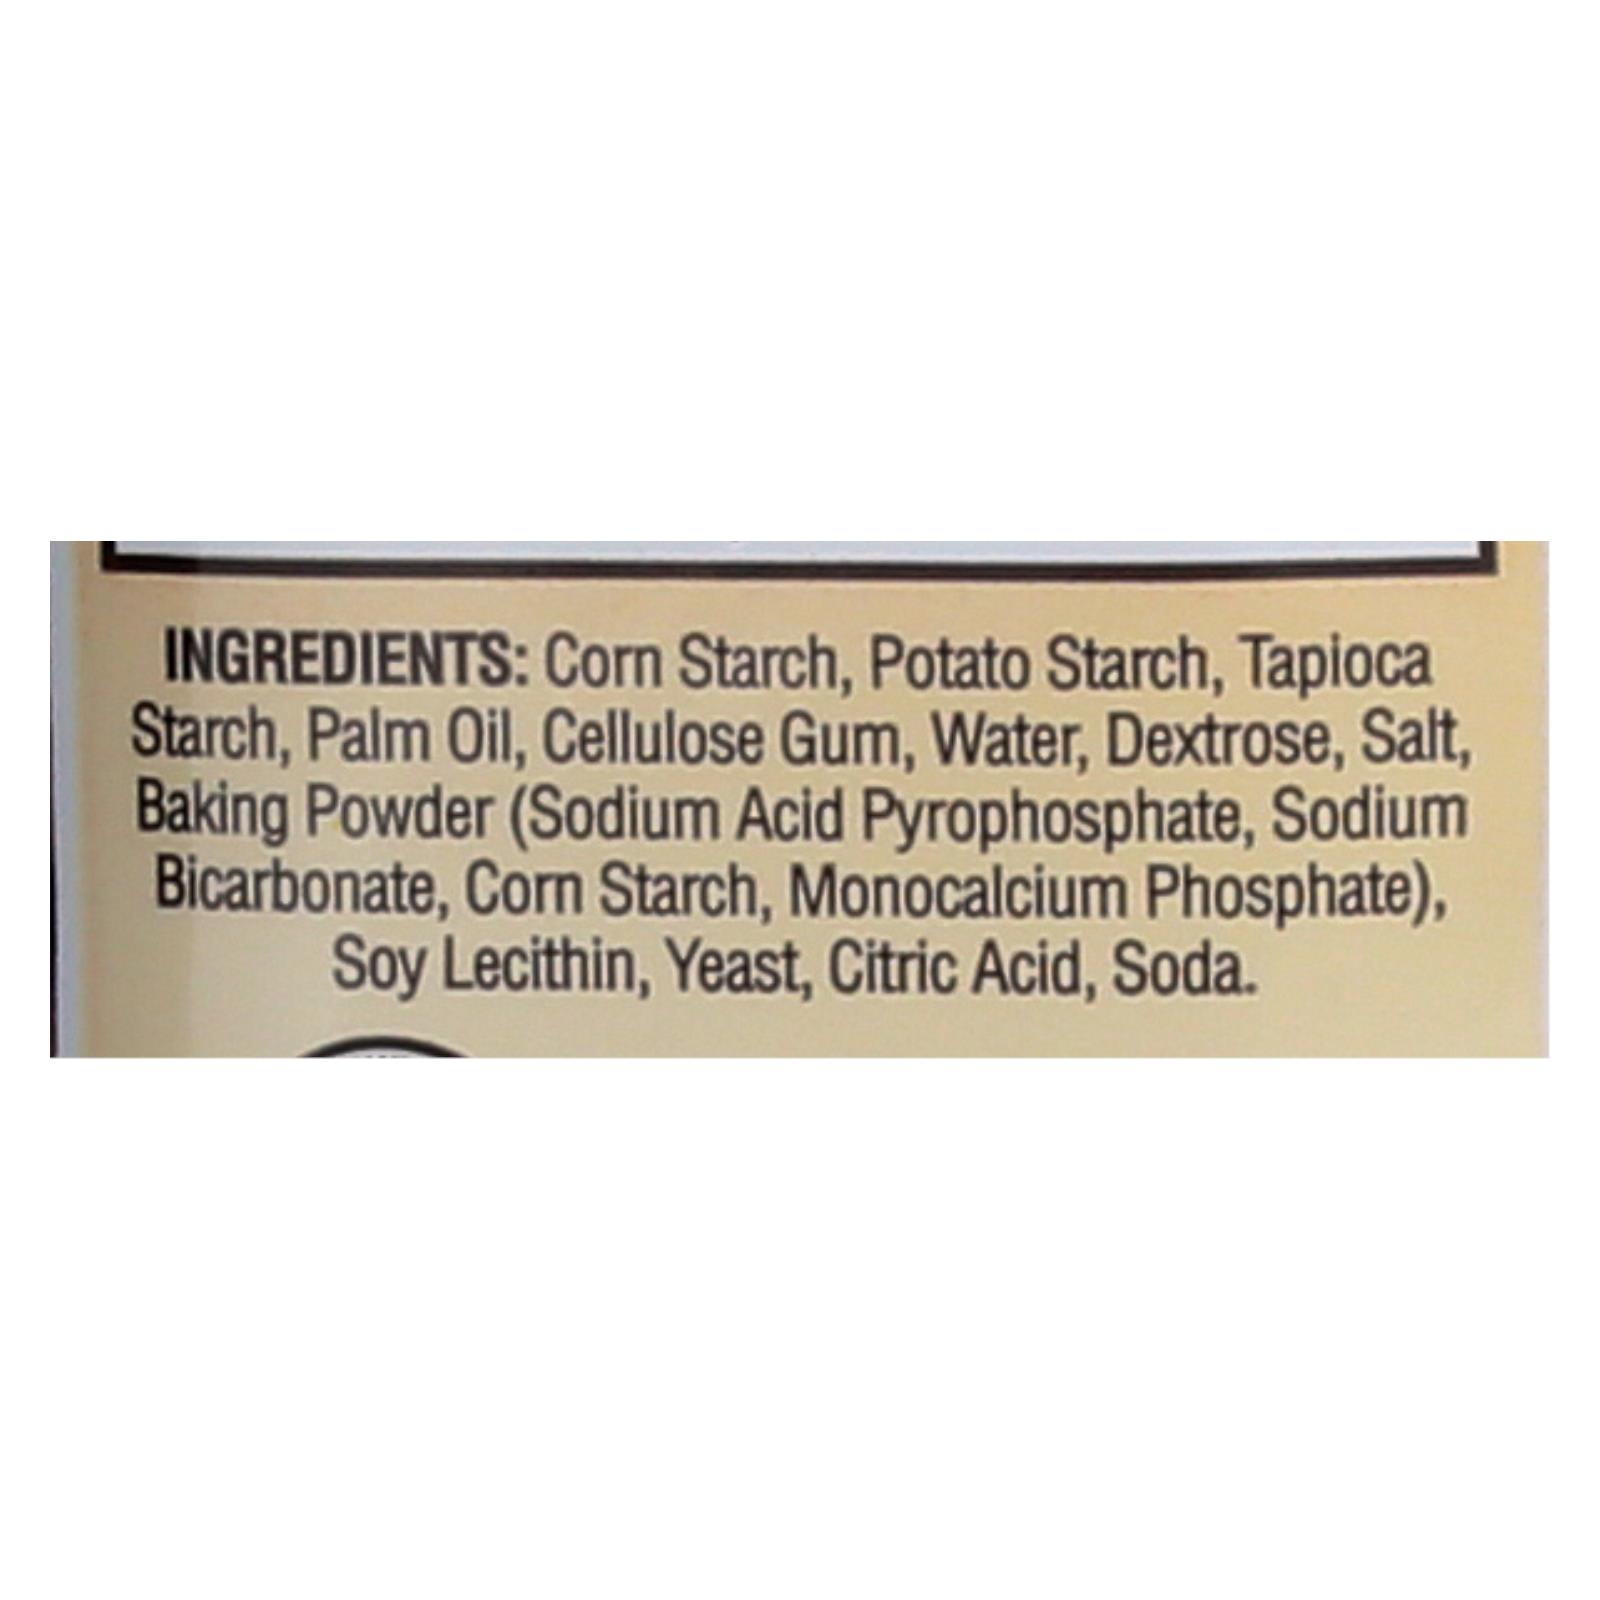 INGREDIENTS: Corn Starch, Potato Starch, Tapioca
Starch, Palm Oil, Cellulose Gum, Water, Dextrose, Salt,
Baking Powder (Sodium Acid Pyrophosphate, Sodium
Bicarbonate, Corn Starch, Monocalcium Phosphate),
Soy Lecithin, Yeast, Citric Acid, Soda.